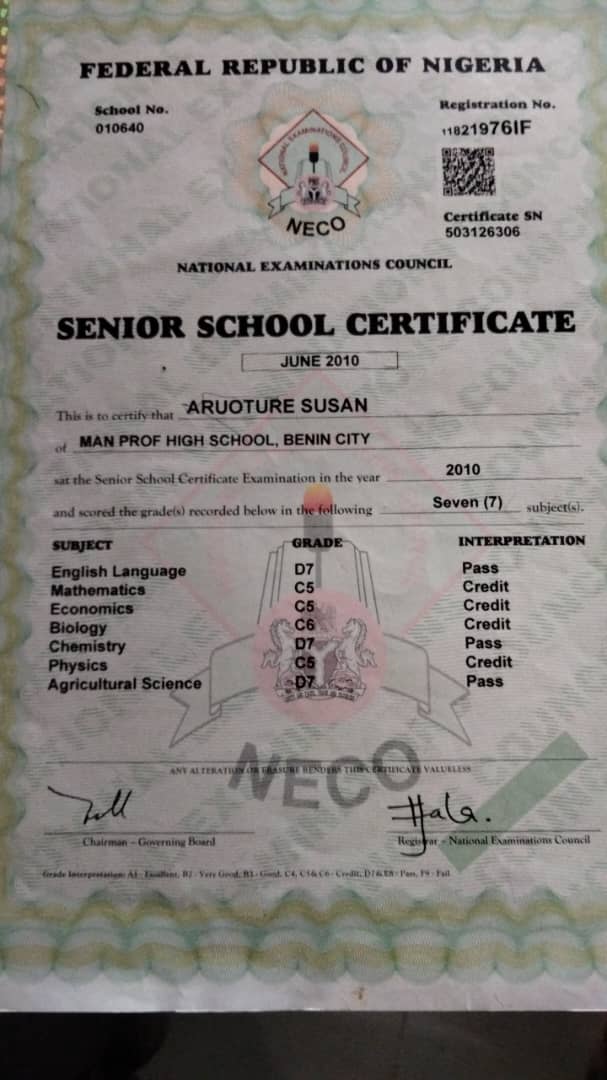 FEDERAL REPUBLIC OF NIGERIA
School No.
010640
Registration No.
11821976IF
NATIONAL EXAMINATIONS COUNCIL
NECO
Certificate SN
503126306
NATIONAL EXAMINATIONS COUNCIL
SENIOR SCHOOL CERTIFICATE
JUNE 2010
This is to certify that ARUOTURE SUSAN
of MAN PROF HIGH SCHOOL, BENIN CITY
sat the Senior School Certificate Examination in the year 2010
and scored the grade(s) recorded below in the following Seven (7) subject(s).
SUBJECT GRADE INTERPRETATION
English Language D7 Pass
Mathematics C5 Credit
Economics C5 Credit
Biology C6 Credit
Chemistry D7 Pass
Physics C5 Credit
Agricultural Science D7 Pass
NECO
ANY ALTERATION OR ERASURE RENDERS THIS CERTIFICATE VALUELESS
Chairman - Governing Board
Registrar - National Examinations Council
Grade Interpretation: A1 - Excellent, B2 - Very Good, B3 - Good, C4, C5 & C6 - Credit, D7 & E8 - Pass, F9 - Fail